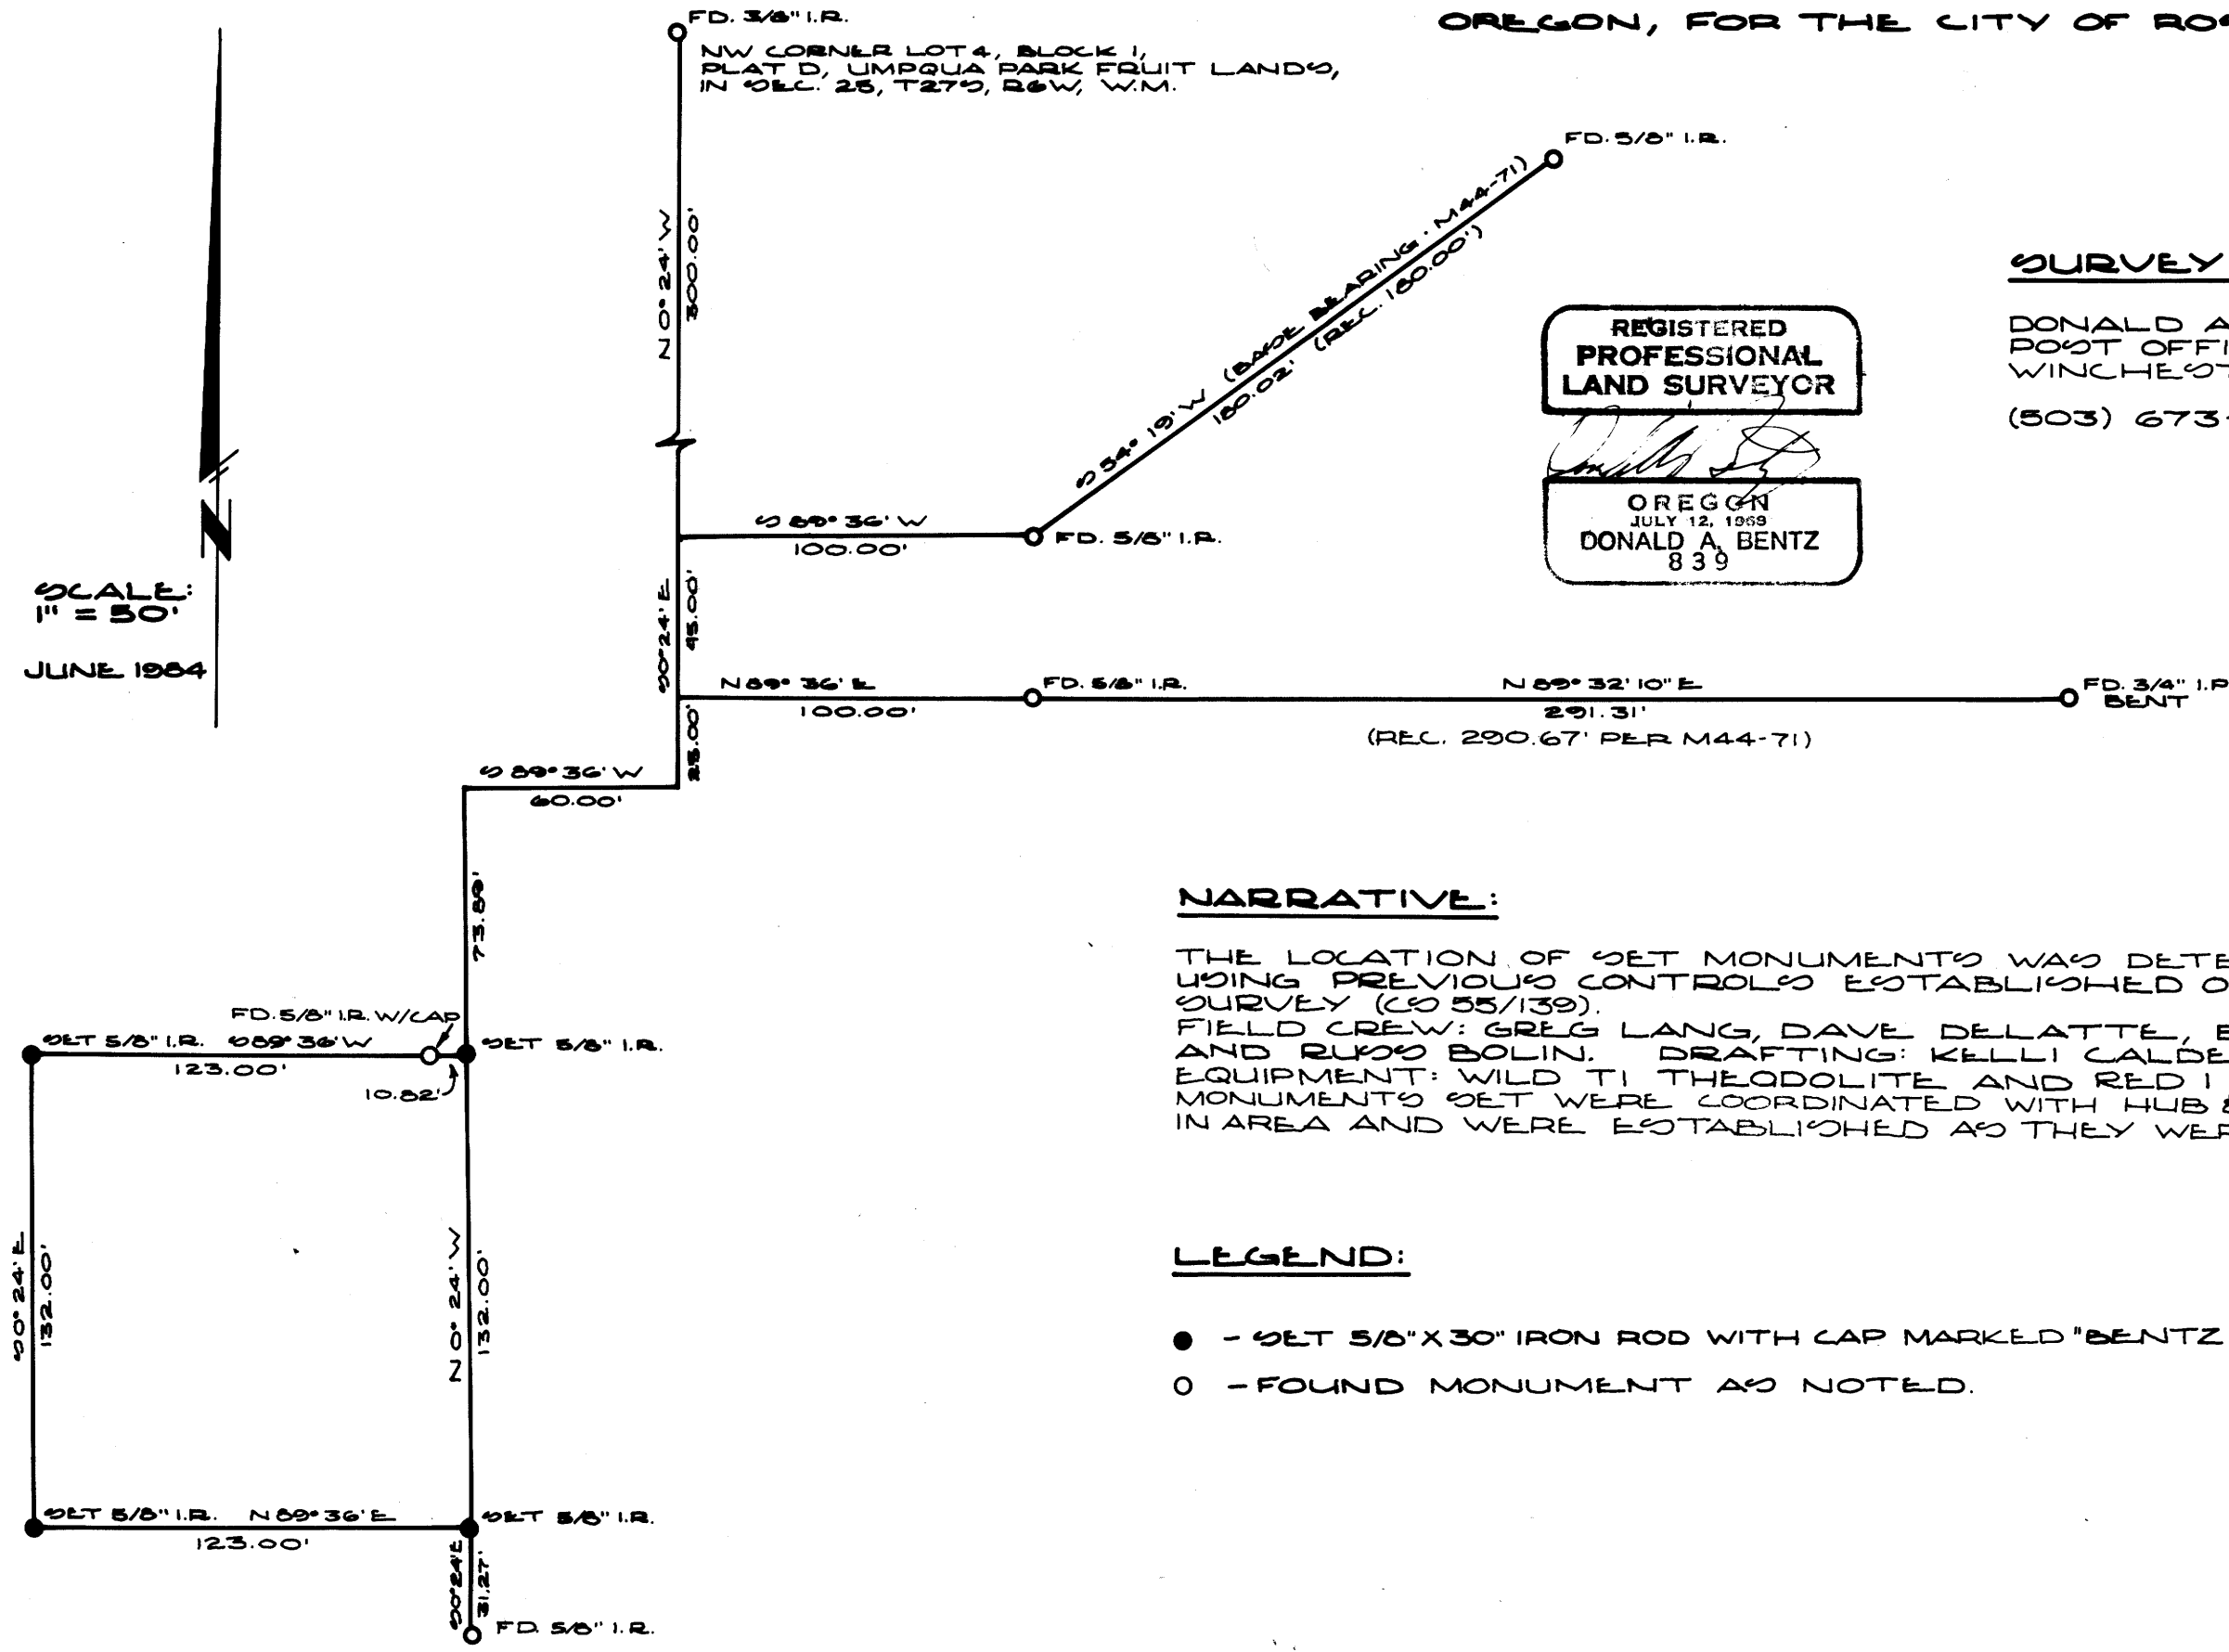 OREGON, FOR THE CITY OF ROS
FD. 3/8" I.R.
NW CORNER LOT 4, BLOCK 1,
PLAT D, UMPQUA PARK FRUIT LANDS,
IN SEC. 25, T27S, R6W, W.M.
FD. 5/8" I.R.
N 0° 24' W
300.00'
S 54° 19' W (BASE BEARING · M44-71)
180.02' (REC. 180.00')
SURVEY
DONALD A
POST OFFI
WINCHEST
(503) 673-
REGISTERED
PROFESSIONAL
LAND SURVEYOR
OREGON
JULY 12, 1969
DONALD A. BENTZ
839
S 89° 36' W
100.00'
FD. 5/8" I.R.
SCALE:
1" = 50'
JUNE 1984
S0° 24' E
45.00'
N 89° 36' E
100.00'
FD. 5/8" I.R.
N 89° 32' 10" E
291.31'
(REC. 290.67' PER M44-71)
FD. 3/4" I.P
BENT
25.00'
S 89° 36' W
60.00'
73.89'
NARRATIVE:
THE LOCATION OF SET MONUMENTS WAS DETE
USING PREVIOUS CONTROLS ESTABLISHED O
SURVEY (CS 55/139).
FIELD CREW: GREG LANG, DAVE DELATTE, B
AND RUSS BOLIN. DRAFTING: KELLI CALDE
EQUIPMENT: WILD T1 THEODOLITE AND RED 1
MONUMENTS SET WERE COORDINATED WITH HUB &
IN AREA AND WERE ESTABLISHED AS THEY WER
FD. 5/8" I.R. W/CAP
SET 5/8" I.R. S89° 36' W
123.00'
SET 5/8" I.R.
10.82'
S0° 24' E
132.00'
N 0° 24' W
132.00'
LEGEND:
● - SET 5/8" X 30" IRON ROD WITH CAP MARKED "BENTZ
○ - FOUND MONUMENT AS NOTED.
SET 5/8" I.R. N 89° 36' E
123.00'
SET 5/8" I.R.
S0° 24' E
31.27'
FD. 5/8" I.R.